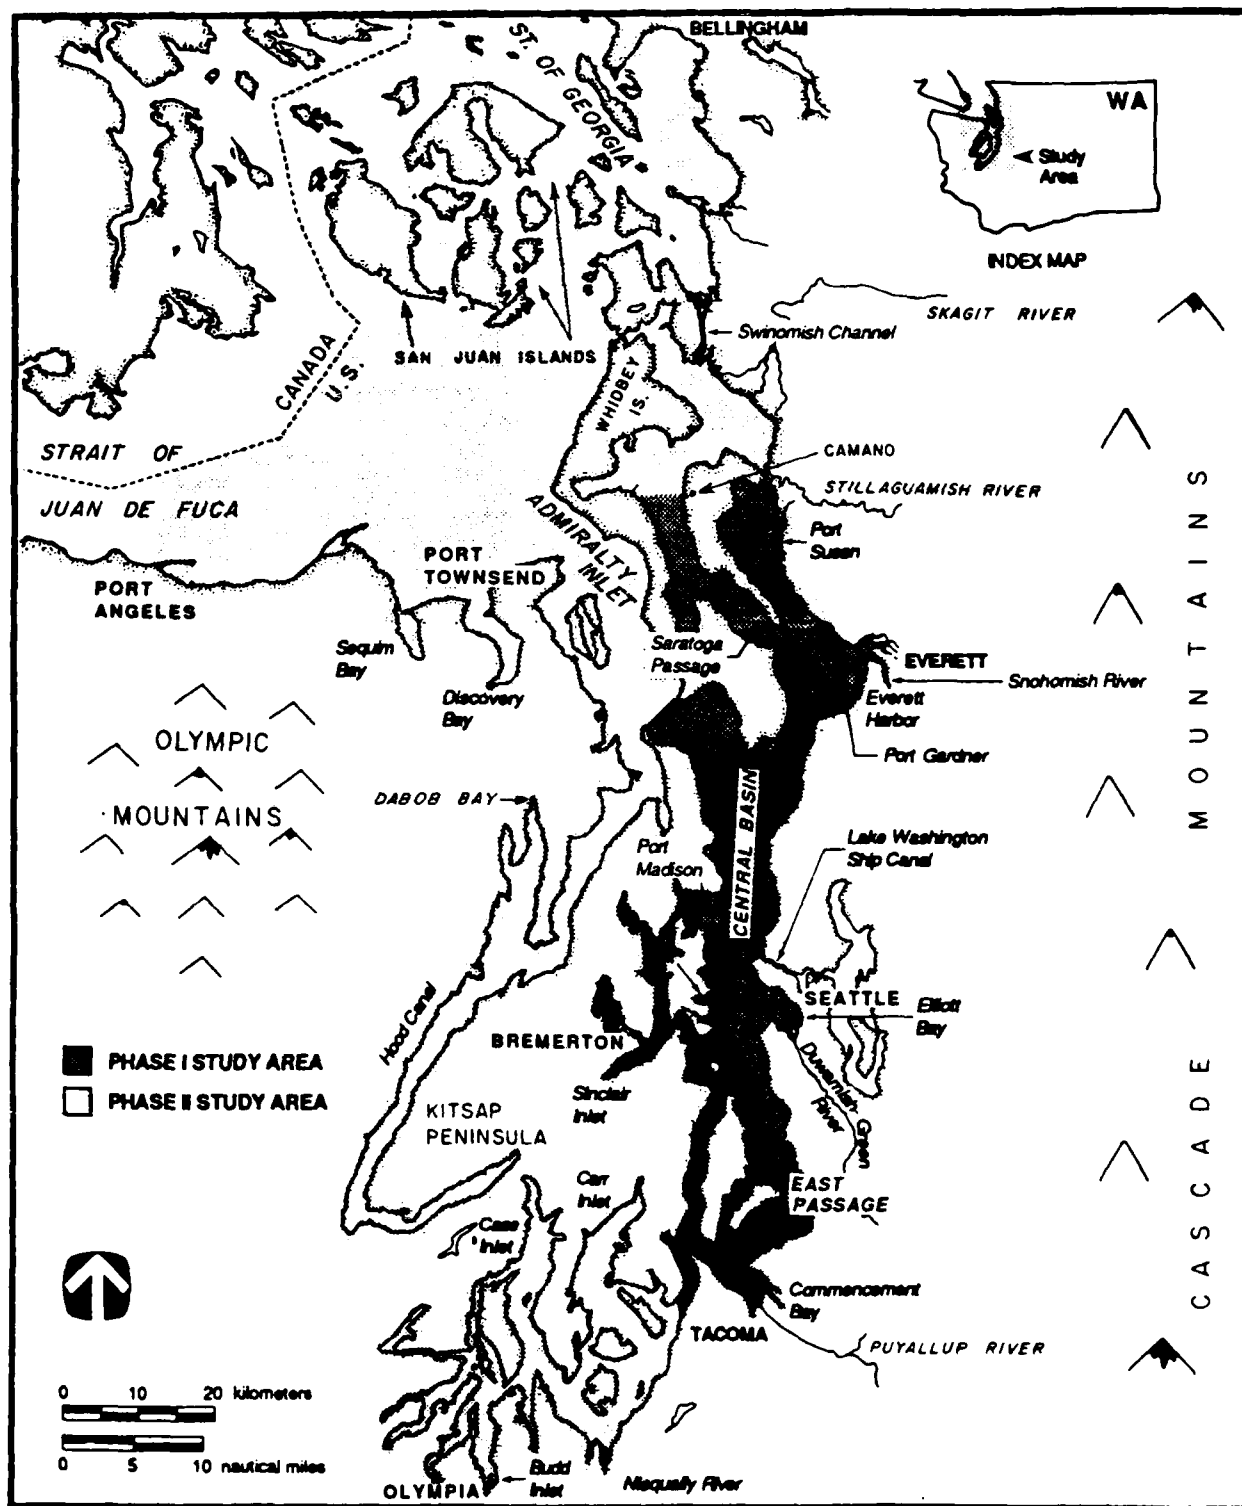 BELLINGHAM
ST. OF GEORGIA
WA
Study
Area
INDEX MAP
SKAGIT RIVER
Swinomish Channel
SAN JUAN ISLANDS
CANADA
U.S.
WHIDBEY
IS.
STRAIT OF
JUAN DE FUCA
CAMANO
STILLAGUAMISH RIVER
ADMIRALTY
INLET
Port
Susan
PORT
TOWNSEND
PORT
ANGELES
Sequim
Bay
Discovery
Bay
Saratoga
Passage
EVERETT
Snohomish River
Everett
Harbor
Port Gardner
OLYMPIC
MOUNTAINS
DABOB BAY
CENTRAL BASIN
Port
Madison
Lake Washington
Ship Canal
SEATTLE
Elliott
Bay
Hood Canal
BREMERTON
Sinclair
Inlet
Duwamish-Green
River
PHASE I STUDY AREA
PHASE II STUDY AREA
KITSAP
PENINSULA
EAST
PASSAGE
Carr
Inlet
Case
Inlet
CASCADE MOUNTAINS
Commencement
Bay
TACOMA
PUYALLUP RIVER
0 10 20 kilometers
0 5 10 nautical miles
OLYMPIA
Budd
Inlet
Nisqually River